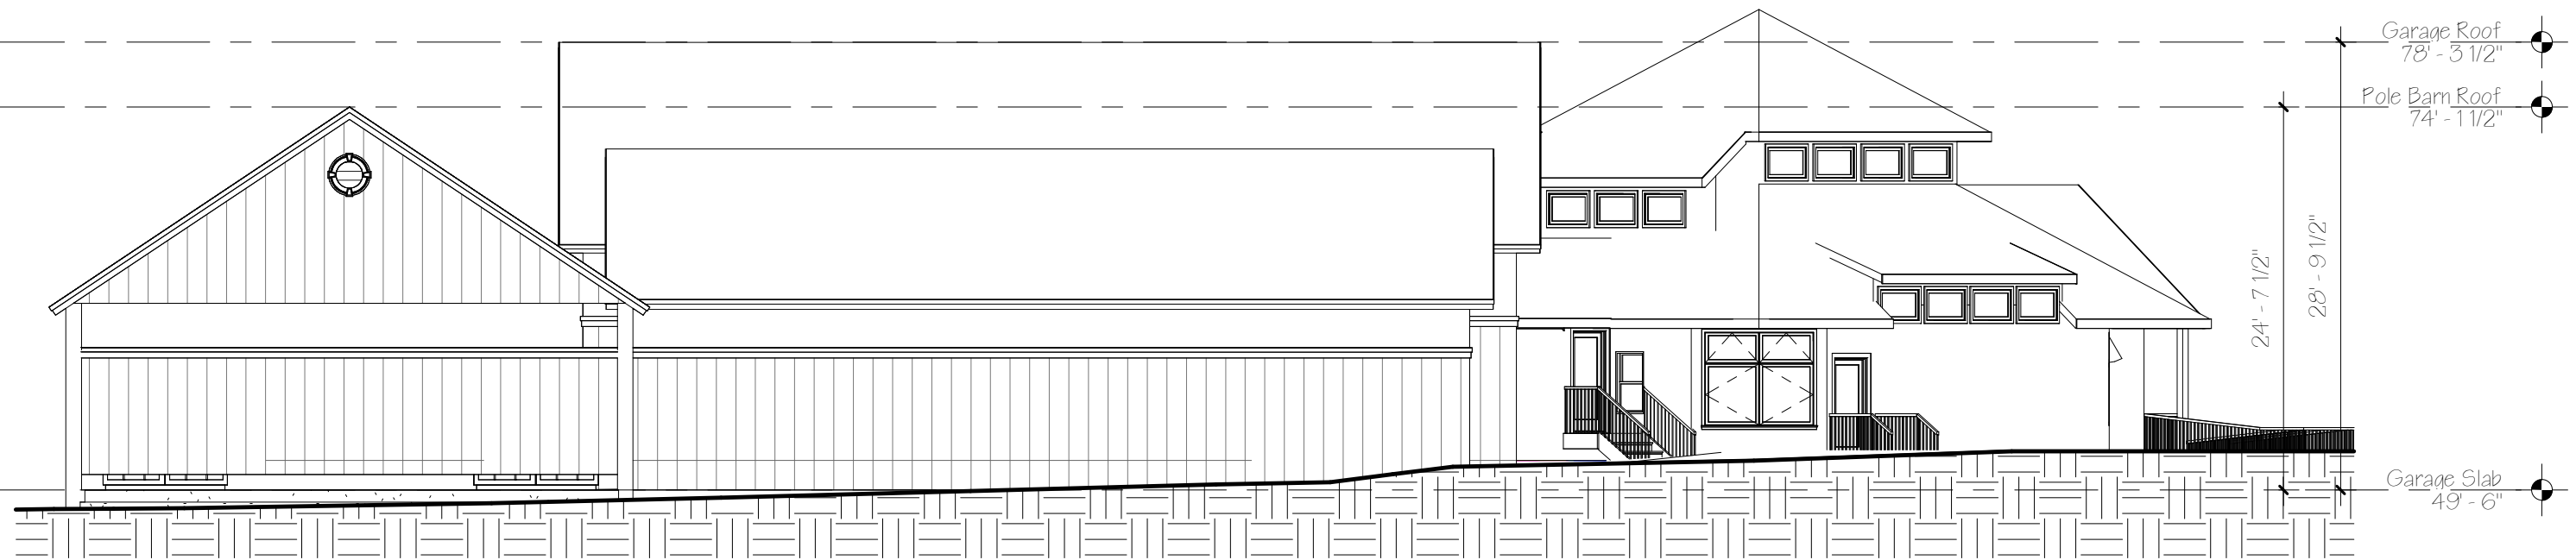 Garage Roof
78' - 3 1/2"
Pole Barn Roof
74' - 1 1/2"
24' - 7 1/2"
28' - 9 1/2"
Garage Slab
49' - 6"